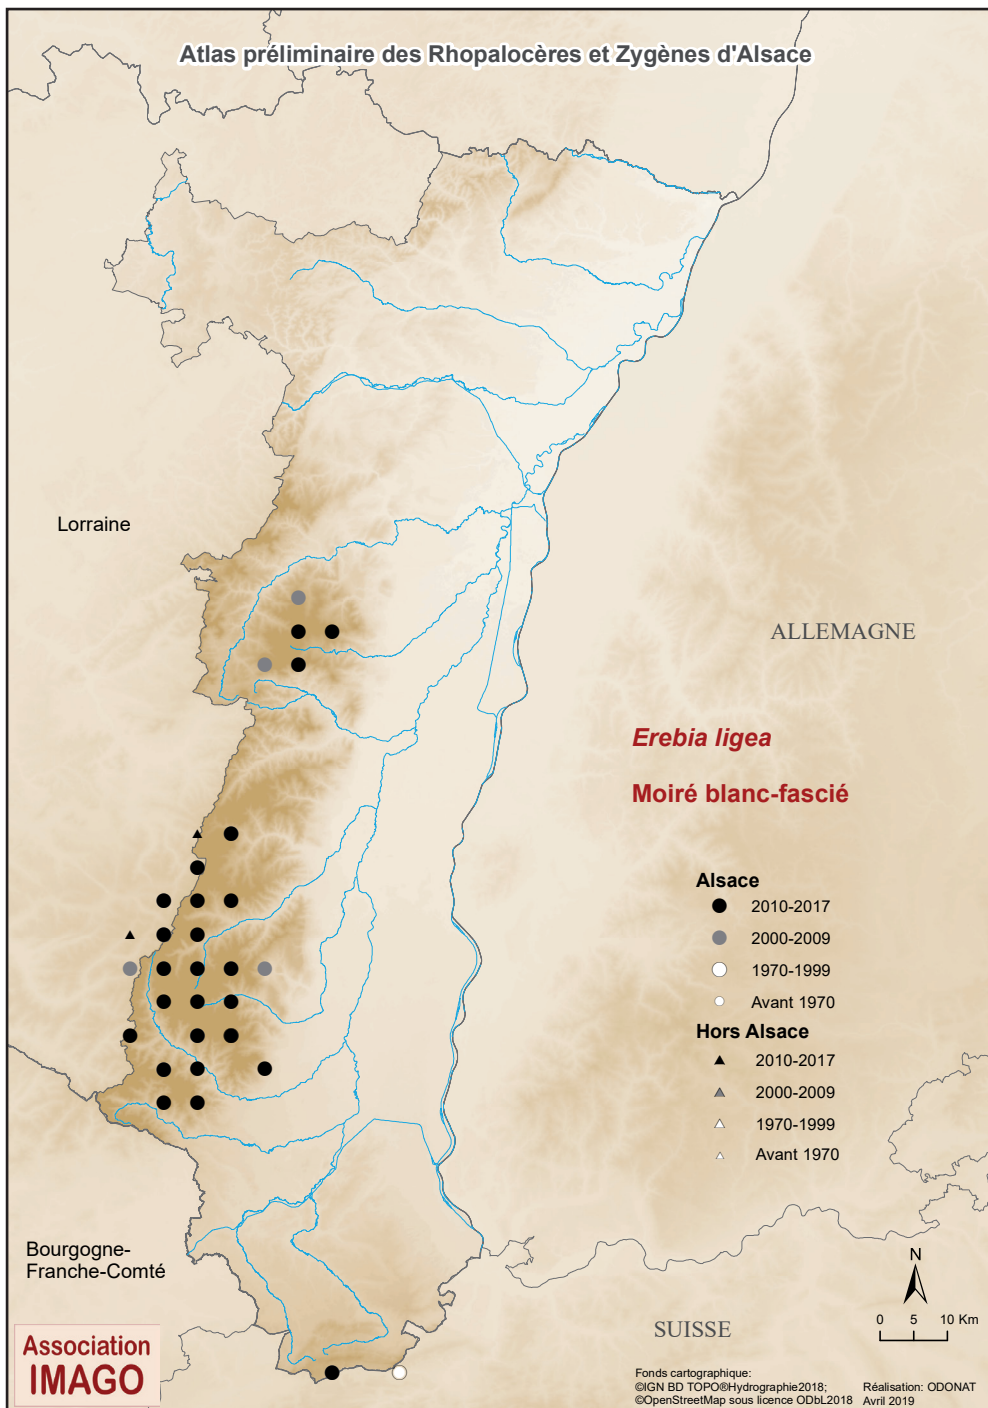 Atlas préliminaire des Rhopalocères et Zygènes d'Alsace
Lorraine
ALLEMAGNE
Erebia ligea
Moiré blanc-fascié
Alsace
2010-2017
2000-2009
1970-1999
Avant 1970
Hors Alsace
2010-2017
2000-2009
1970-1999
Avant 1970
Bourgogne-
Franche-Comté
N
0 5 10 Km
SUISSE
Association
IMAGO
Fonds cartographique:
©IGN BD TOPO®Hydrographie2018;
©OpenStreetMap sous licence ODbL2018
Réalisation: ODONAT
Avril 2019